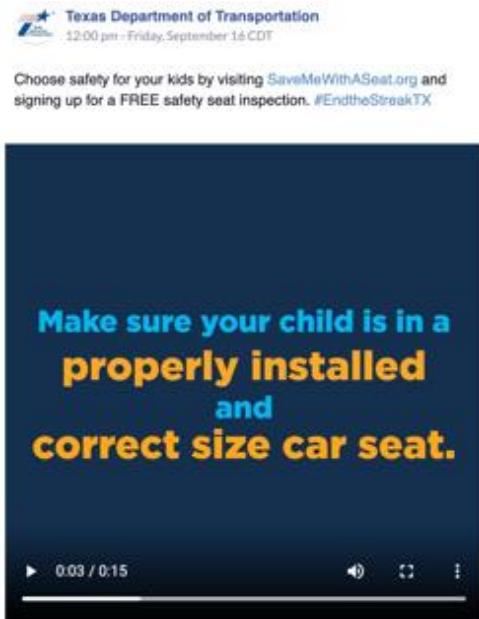 Texas Department of Transportation
12:00 pm - Friday, September 16 CDT
Choose safety for your kids by visiting SaveMeWithASeat.org and
signing up for a FREE safety seat inspection. #EndtheStreakTX
Make sure your child is in a
properly installed
and
correct size car seat.
0:03 / 0:15